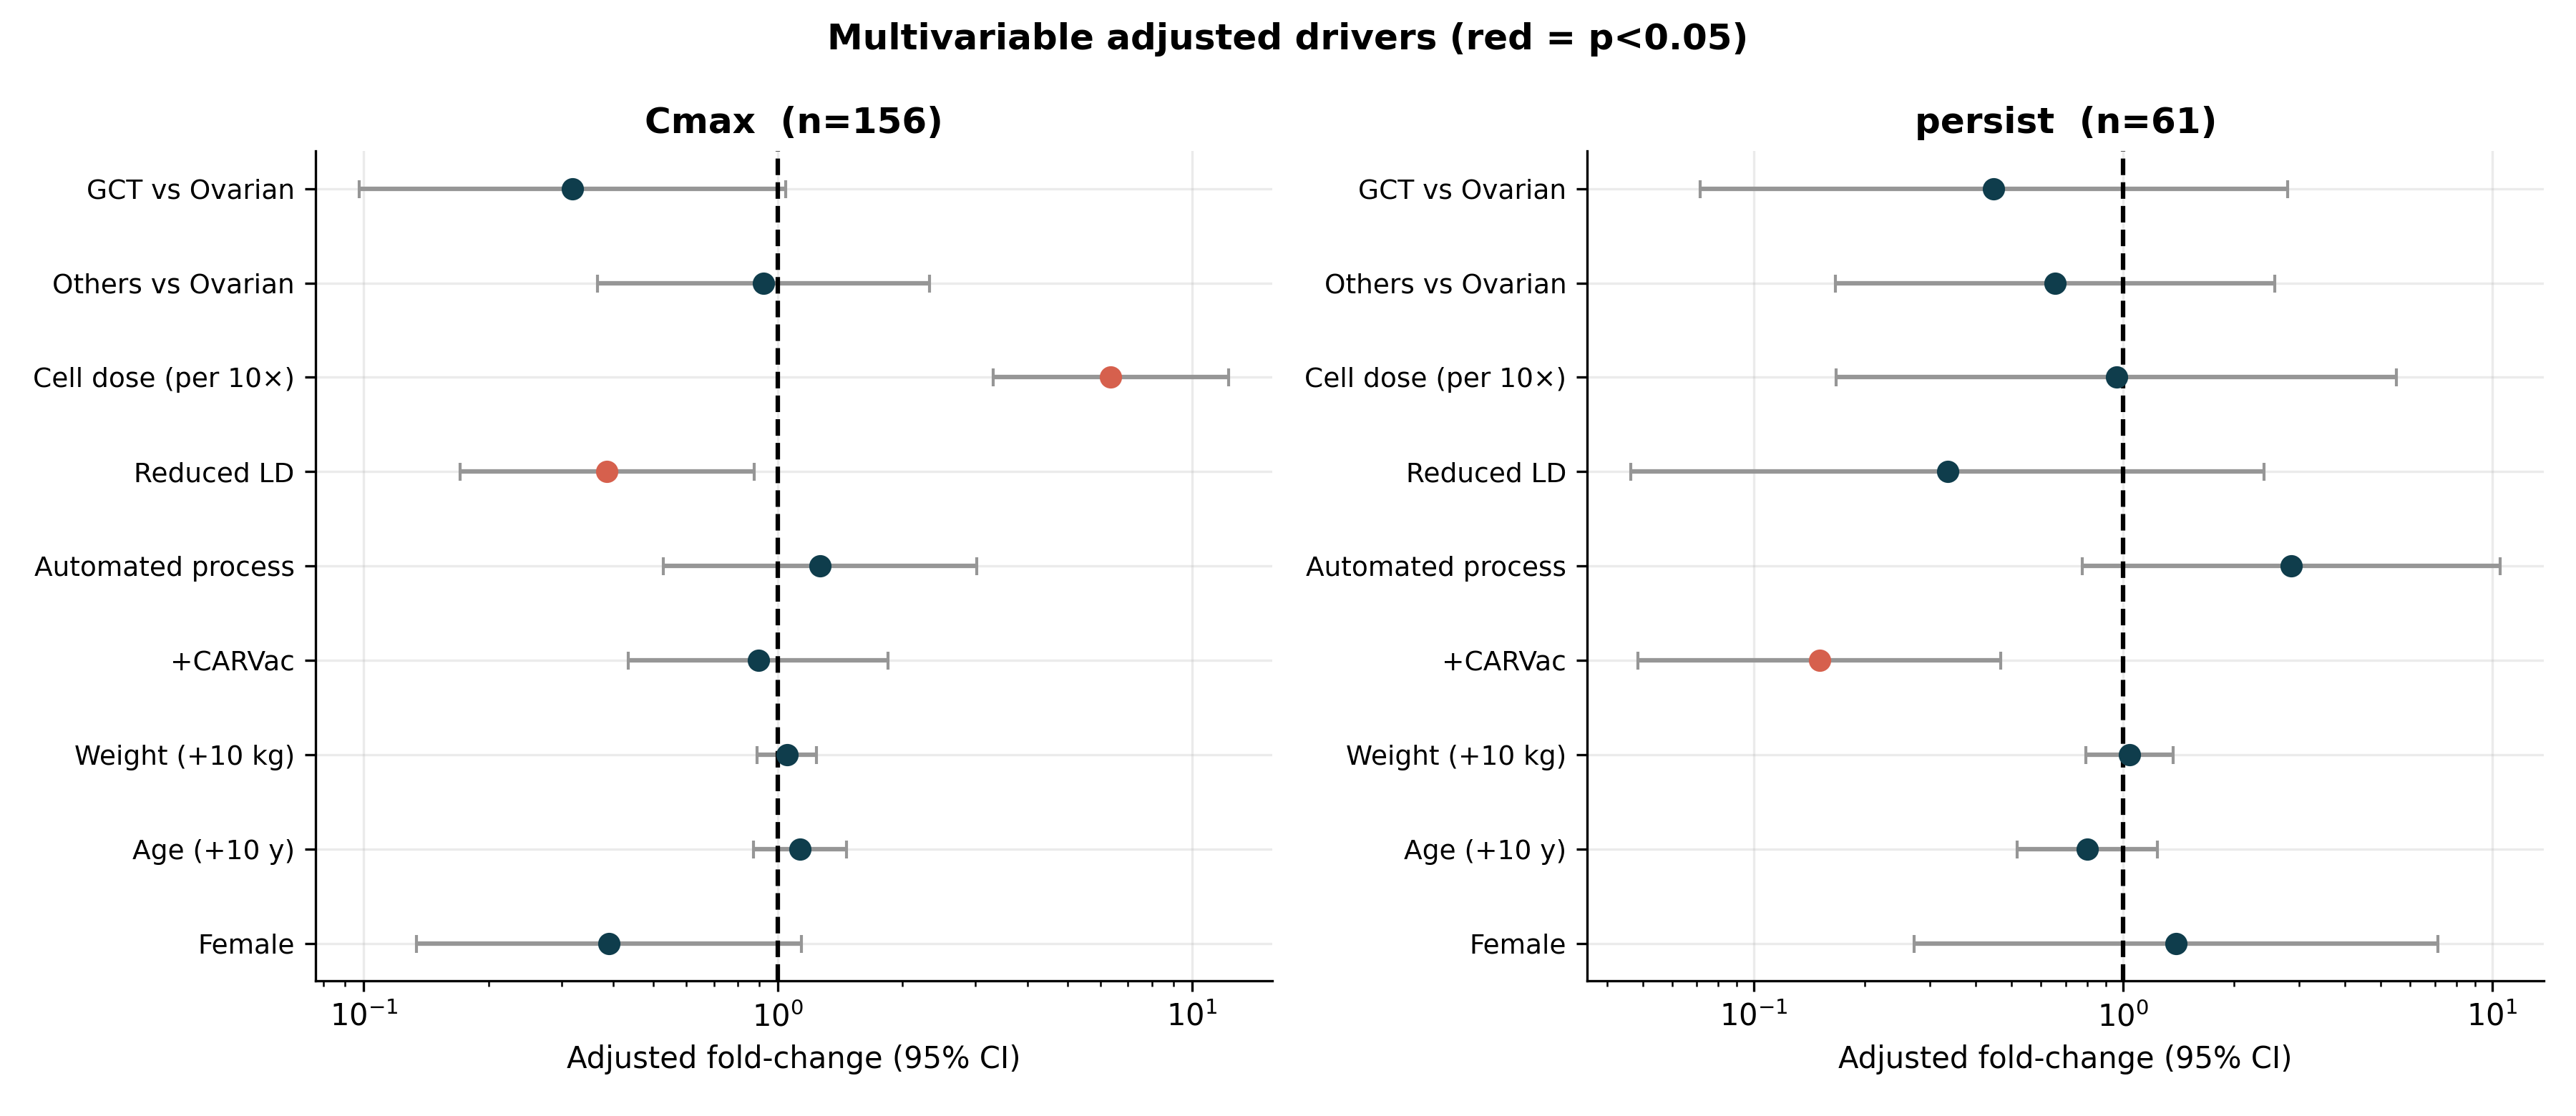 Multivariable adjusted drivers (red = p<0.05)
Cmax (n=156)
GCT vs Ovarian
Others vs Ovarian
Cell dose (per 10×)
Reduced LD
Automated process
+CARVac
Weight (+10 kg)
Age (+10 y)
Female
10⁻¹
10⁰
10¹
Adjusted fold-change (95% CI)
persist (n=61)
GCT vs Ovarian
Others vs Ovarian
Cell dose (per 10×)
Reduced LD
Automated process
+CARVac
Weight (+10 kg)
Age (+10 y)
Female
10⁻¹
10⁰
10¹
Adjusted fold-change (95% CI)